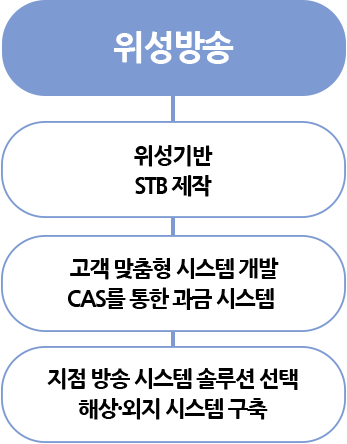 위성방송
위성기반
STB 제작
고객 맞춤형 시스템 개발
CAS를 통한 과금 시스템
지점 방송 시스템 솔루션 선택
해상·외지 시스템 구축